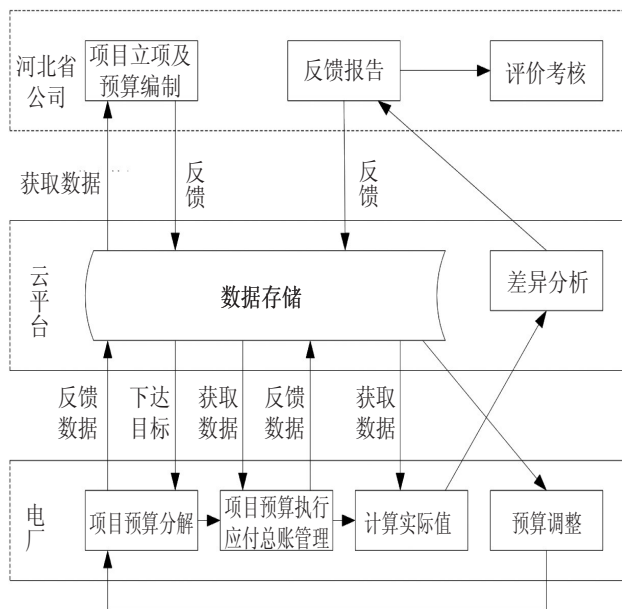 河北省
公司
项目立项及
预算编制
反馈报告
评价考核
获取数据
反馈
反馈
云平台
数据存储
差异分析
反馈
数据
下达
目标
获取
数据
反馈
数据
获取
数据
电厂
项目预算分解
项目预算执行
应付总账管理
计算实际值
预算调整